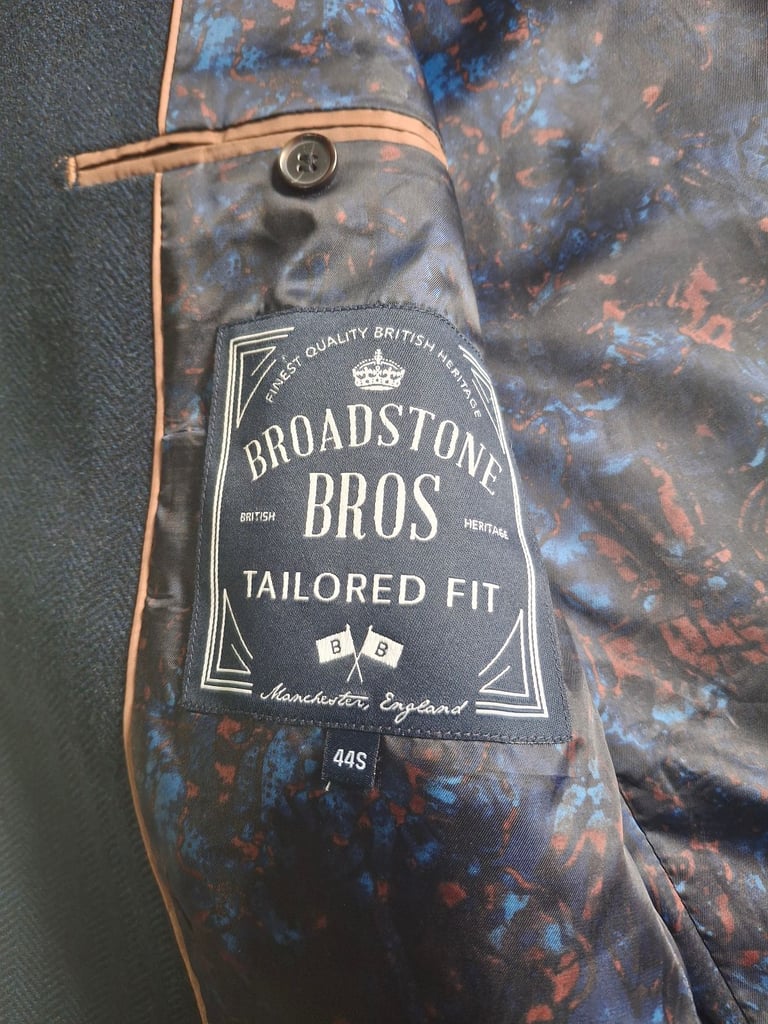 FINEST QUALITY BRITISH HERITAGE
BROADSTONE
BROS
BRITISH HERITAGE
TAILORED FIT
B B
Manchester, England
44S